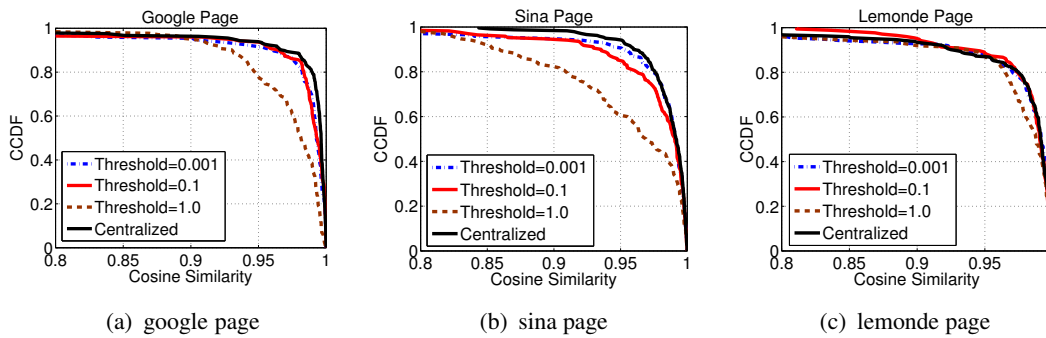 Google Page
CCDF
1
0.8
0.6
0.4
0.2
0
Threshold=0.001
Threshold=0.1
Threshold=1.0
Centralized
0.8 0.85 0.9 0.95 1
Cosine Similarity
(a) google page
Sina Page
CCDF
1
0.8
0.6
0.4
0.2
0
Threshold=0.001
Threshold=0.1
Threshold=1.0
Centralized
0.8 0.85 0.9 0.95 1
Cosine Similarity
(b) sina page
Lemonde Page
CCDF
1
0.8
0.6
0.4
0.2
0
Threshold=0.001
Threshold=0.1
Threshold=1.0
Centralized
0.8 0.85 0.9 0.95
Cosine Similarity
(c) lemonde page